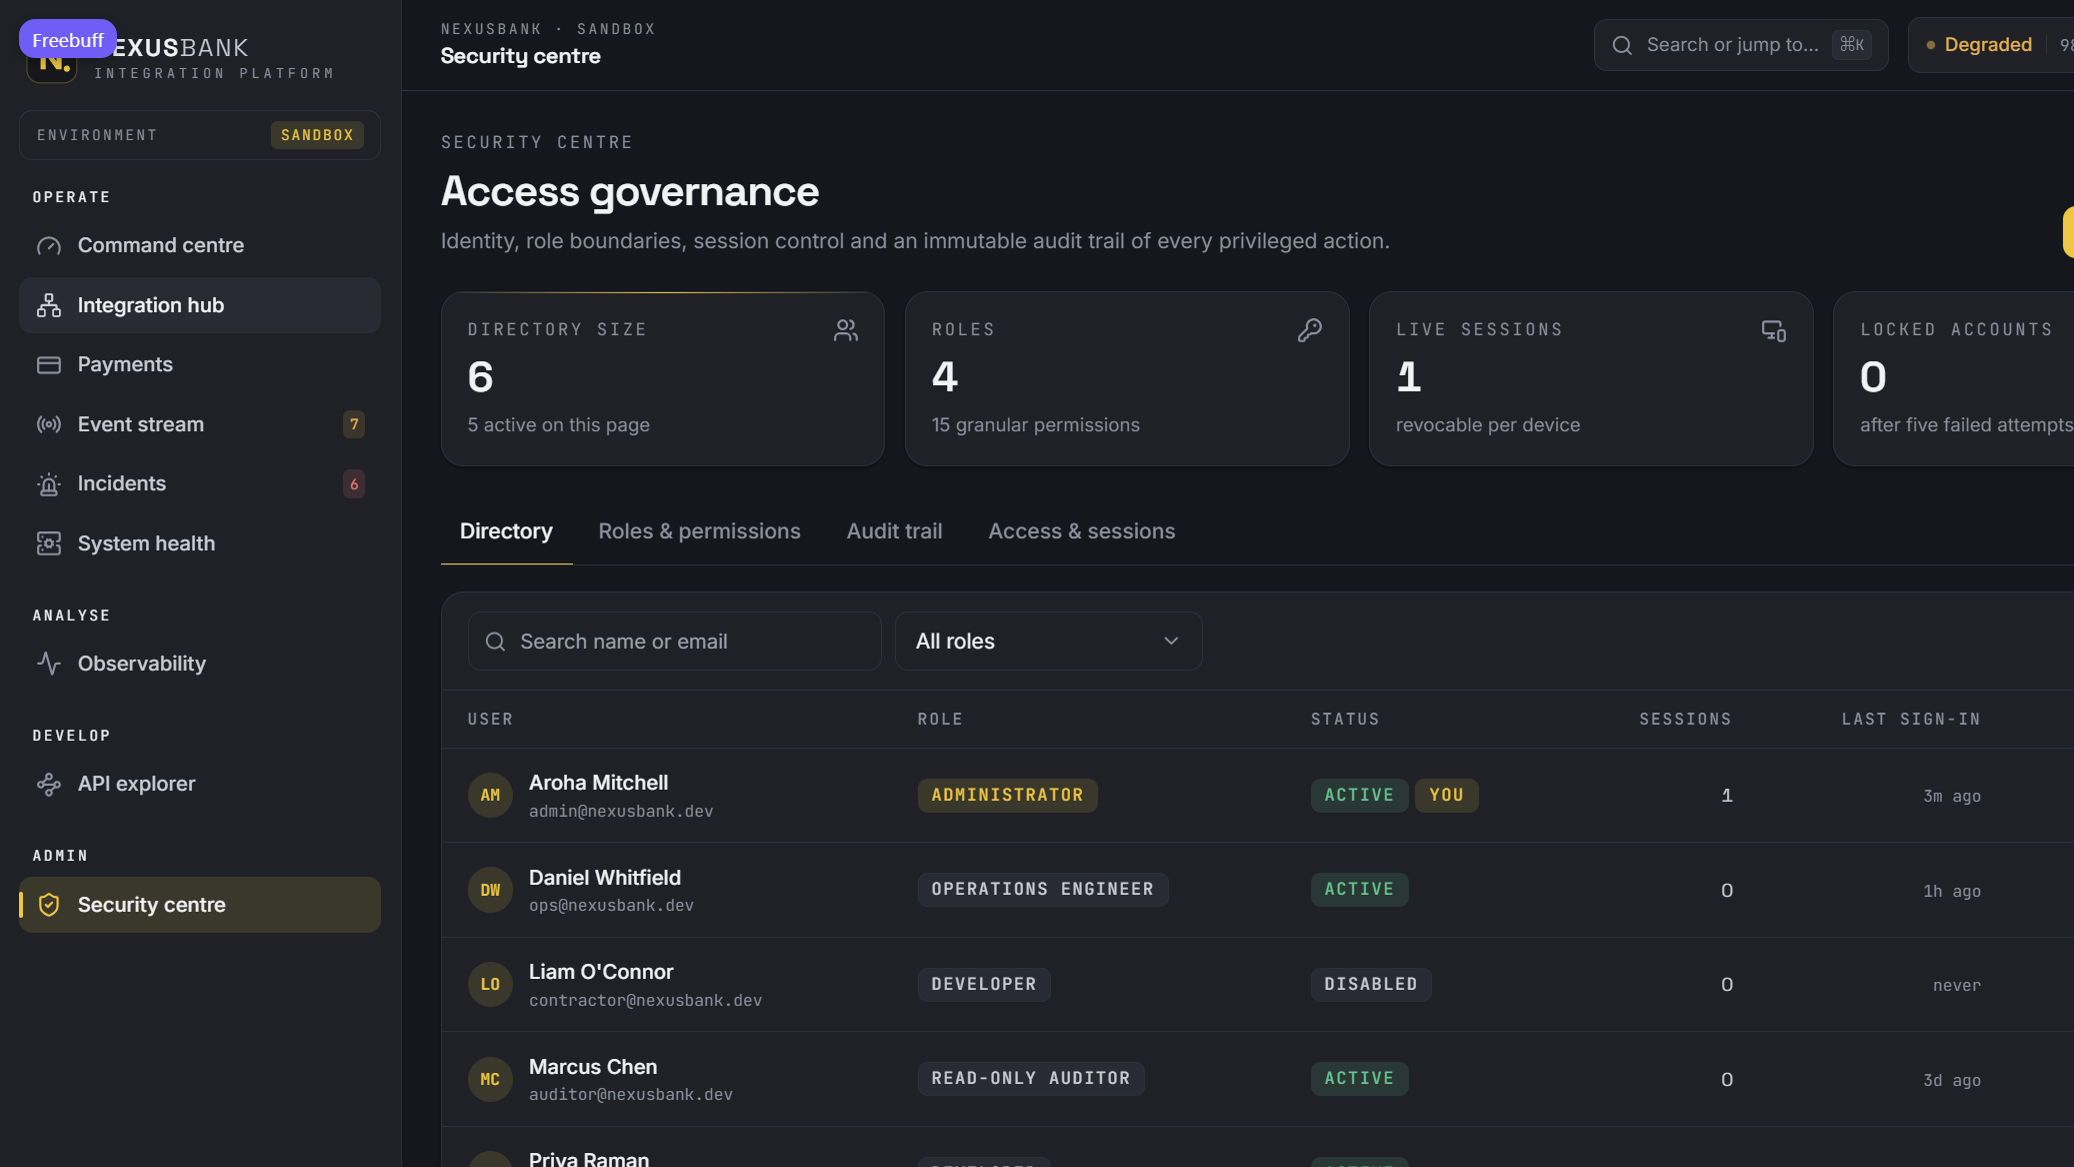 Freebuff
EXUSBANK
N.
INTEGRATION PLATFORM
ENVIRONMENT
SANDBOX
OPERATE
Command centre
Integration hub
Payments
Event stream
7
Incidents
6
System health
ANALYSE
Observability
DEVELOP
API explorer
ADMIN
Security centre
NEXUSBANK · SANDBOX
Security centre
Search or jump to...
⌘K
Degraded
98
SECURITY CENTRE
Access governance
Identity, role boundaries, session control and an immutable audit trail of every privileged action.
DIRECTORY SIZE
6
5 active on this page
ROLES
4
15 granular permissions
LIVE SESSIONS
1
revocable per device
LOCKED ACCOUNTS
0
after five failed attempts
Directory
Roles & permissions
Audit trail
Access & sessions
Search name or email
All roles
USER
ROLE
STATUS
SESSIONS
LAST SIGN-IN
AM
Aroha Mitchell
admin@nexusbank.dev
ADMINISTRATOR
ACTIVE
YOU
1
3m ago
DW
Daniel Whitfield
ops@nexusbank.dev
OPERATIONS ENGINEER
ACTIVE
0
1h ago
LO
Liam O'Connor
contractor@nexusbank.dev
DEVELOPER
DISABLED
0
never
MC
Marcus Chen
auditor@nexusbank.dev
READ-ONLY AUDITOR
ACTIVE
0
3d ago
Priya Raman